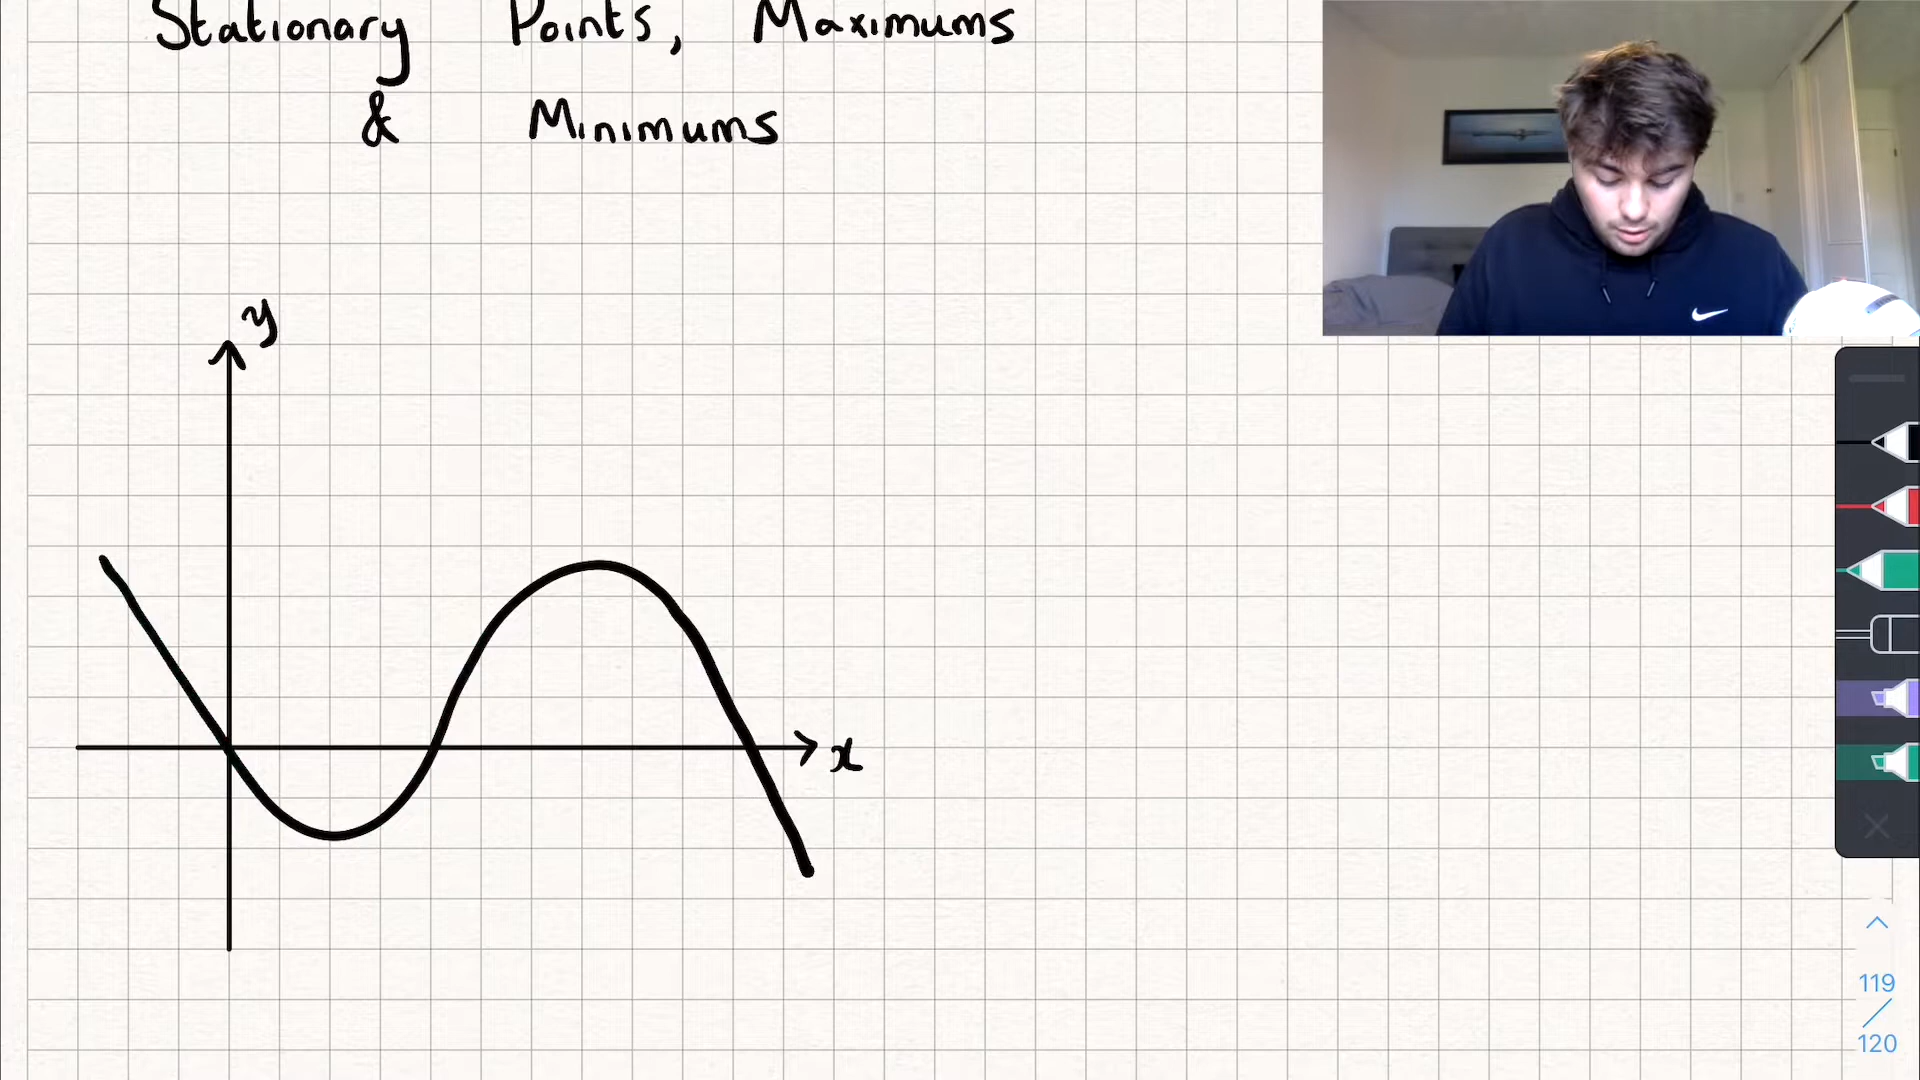 Stationary Points, Maximums
& Minimums
y
x
119
/
120